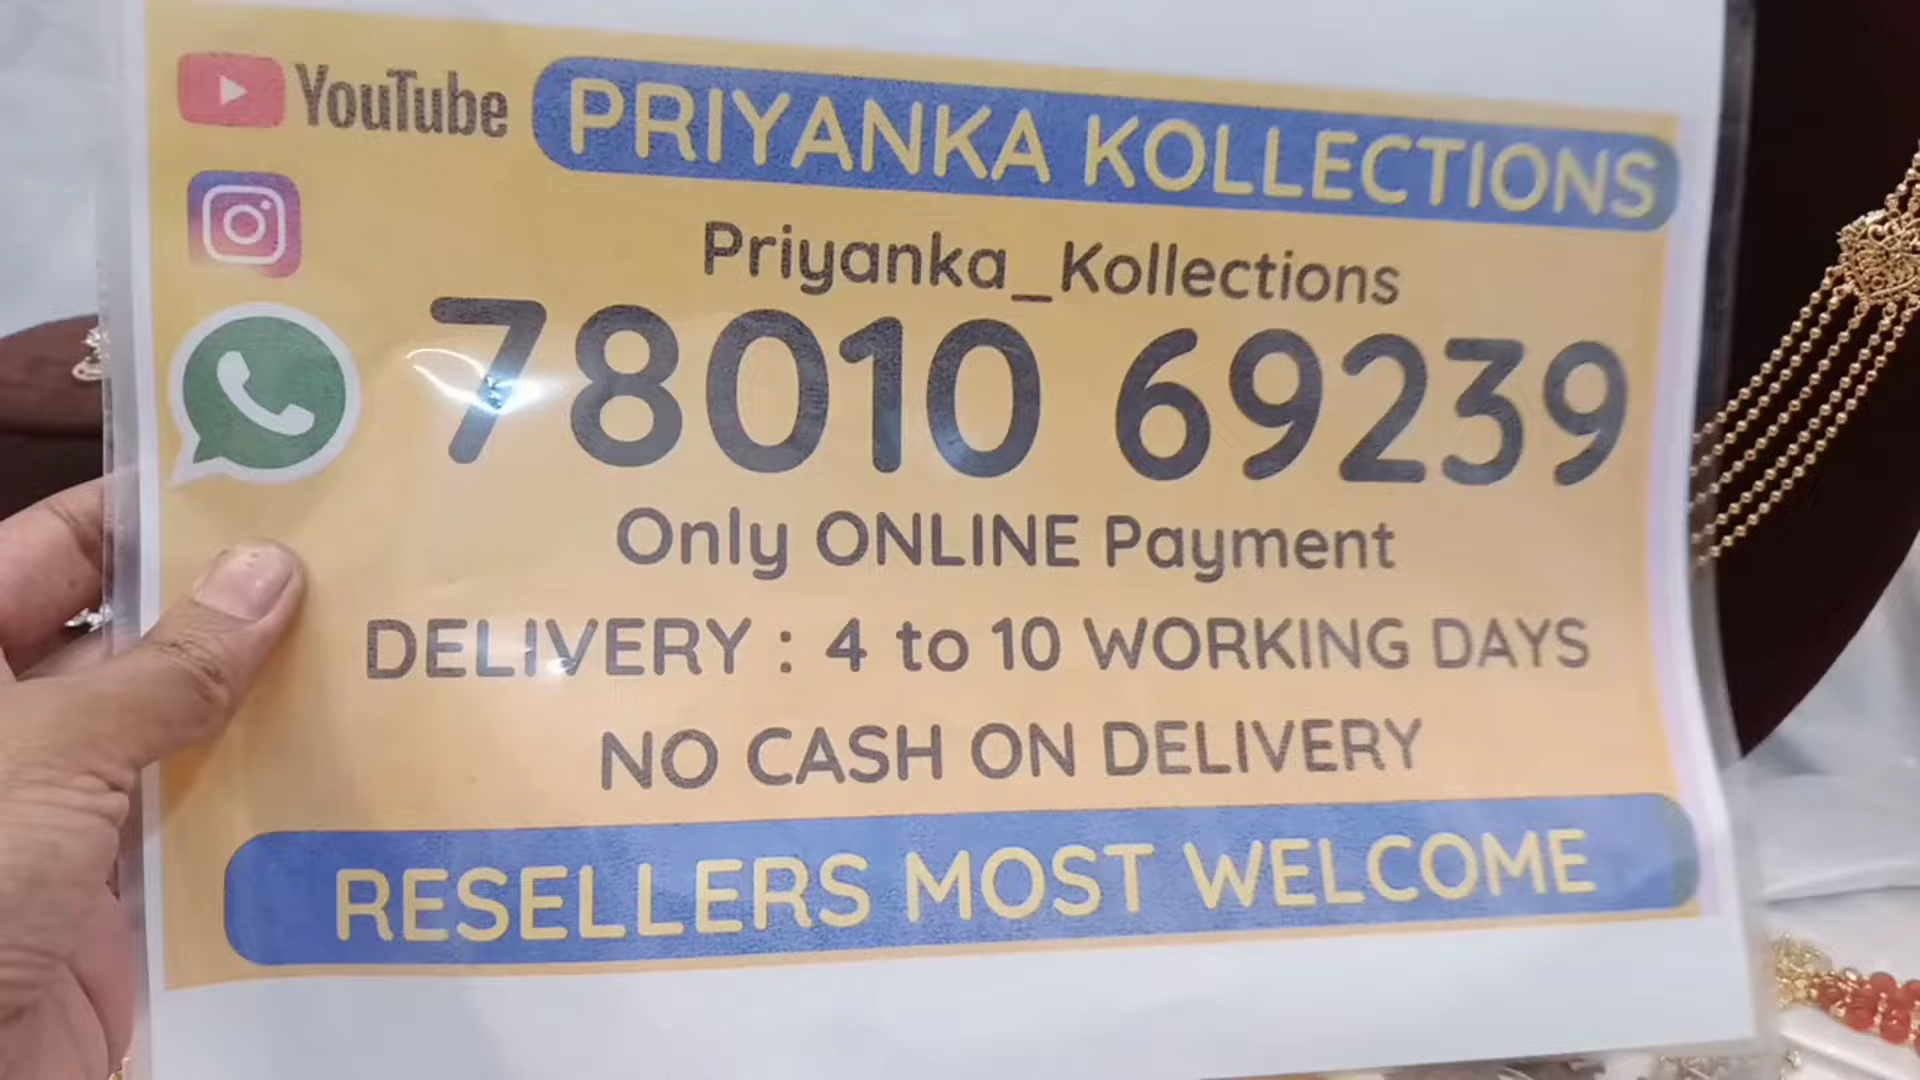 YouTube PRIYANKA KOLLECTIONS
Priyanka_Kollections
78010 69239
Only ONLINE Payment
DELIVERY : 4 to 10 WORKING DAYS
NO CASH ON DELIVERY
RESELLERS MOST WELCOME